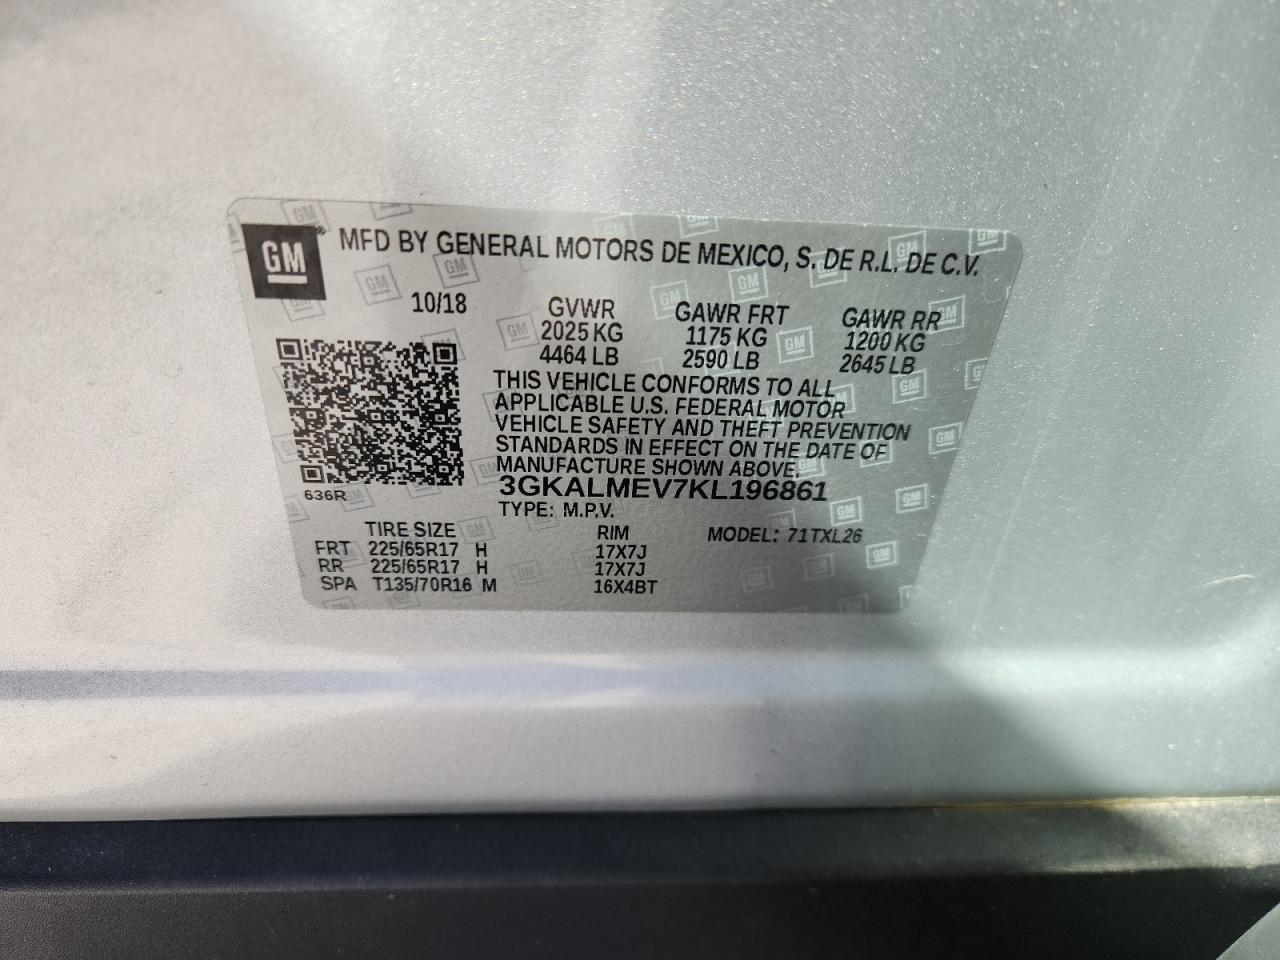 GM
MFD BY GENERAL MOTORS DE MEXICO, S. DE R.L. DE C.V.
10/18 GVWR GAWR FRT GAWR RR
2025 KG 1175 KG 1200 KG
4464 LB 2590 LB 2645 LB
THIS VEHICLE CONFORMS TO ALL
APPLICABLE U.S. FEDERAL MOTOR
VEHICLE SAFETY AND THEFT PREVENTION
STANDARDS IN EFFECT ON THE DATE OF
MANUFACTURE SHOWN ABOVE.
636R 3GKALMEV7KL196861
TYPE: M.P.V.
TIRE SIZE RIM MODEL: 71TXL26
FRT 225/65R17 H 17X7J
RR 225/65R17 H 17X7J
SPA T135/70R16 M 16X4BT